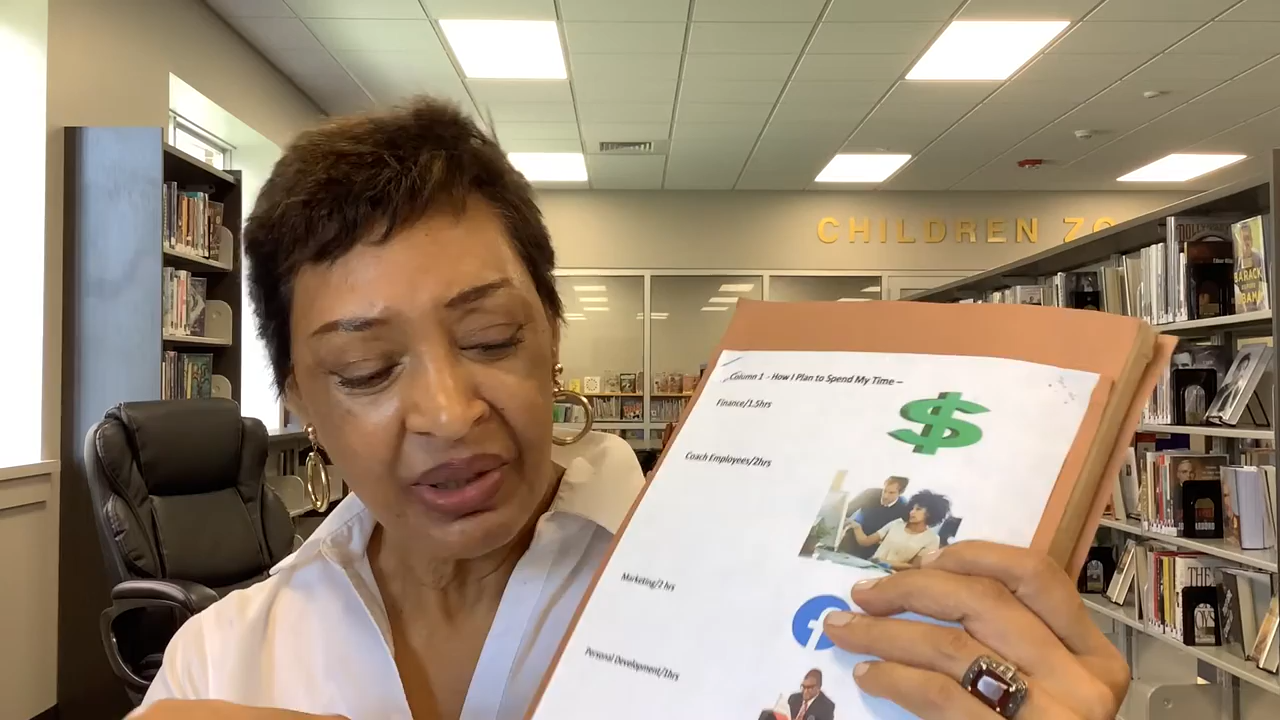 CHILDREN ZO
Column 1 - How I Plan to Spend My Time –
Finance/1.5hrs
$
Coach Employees/2hrs
Marketing/2 hrs
f
Personal Development/1hrs
BARACK
THE